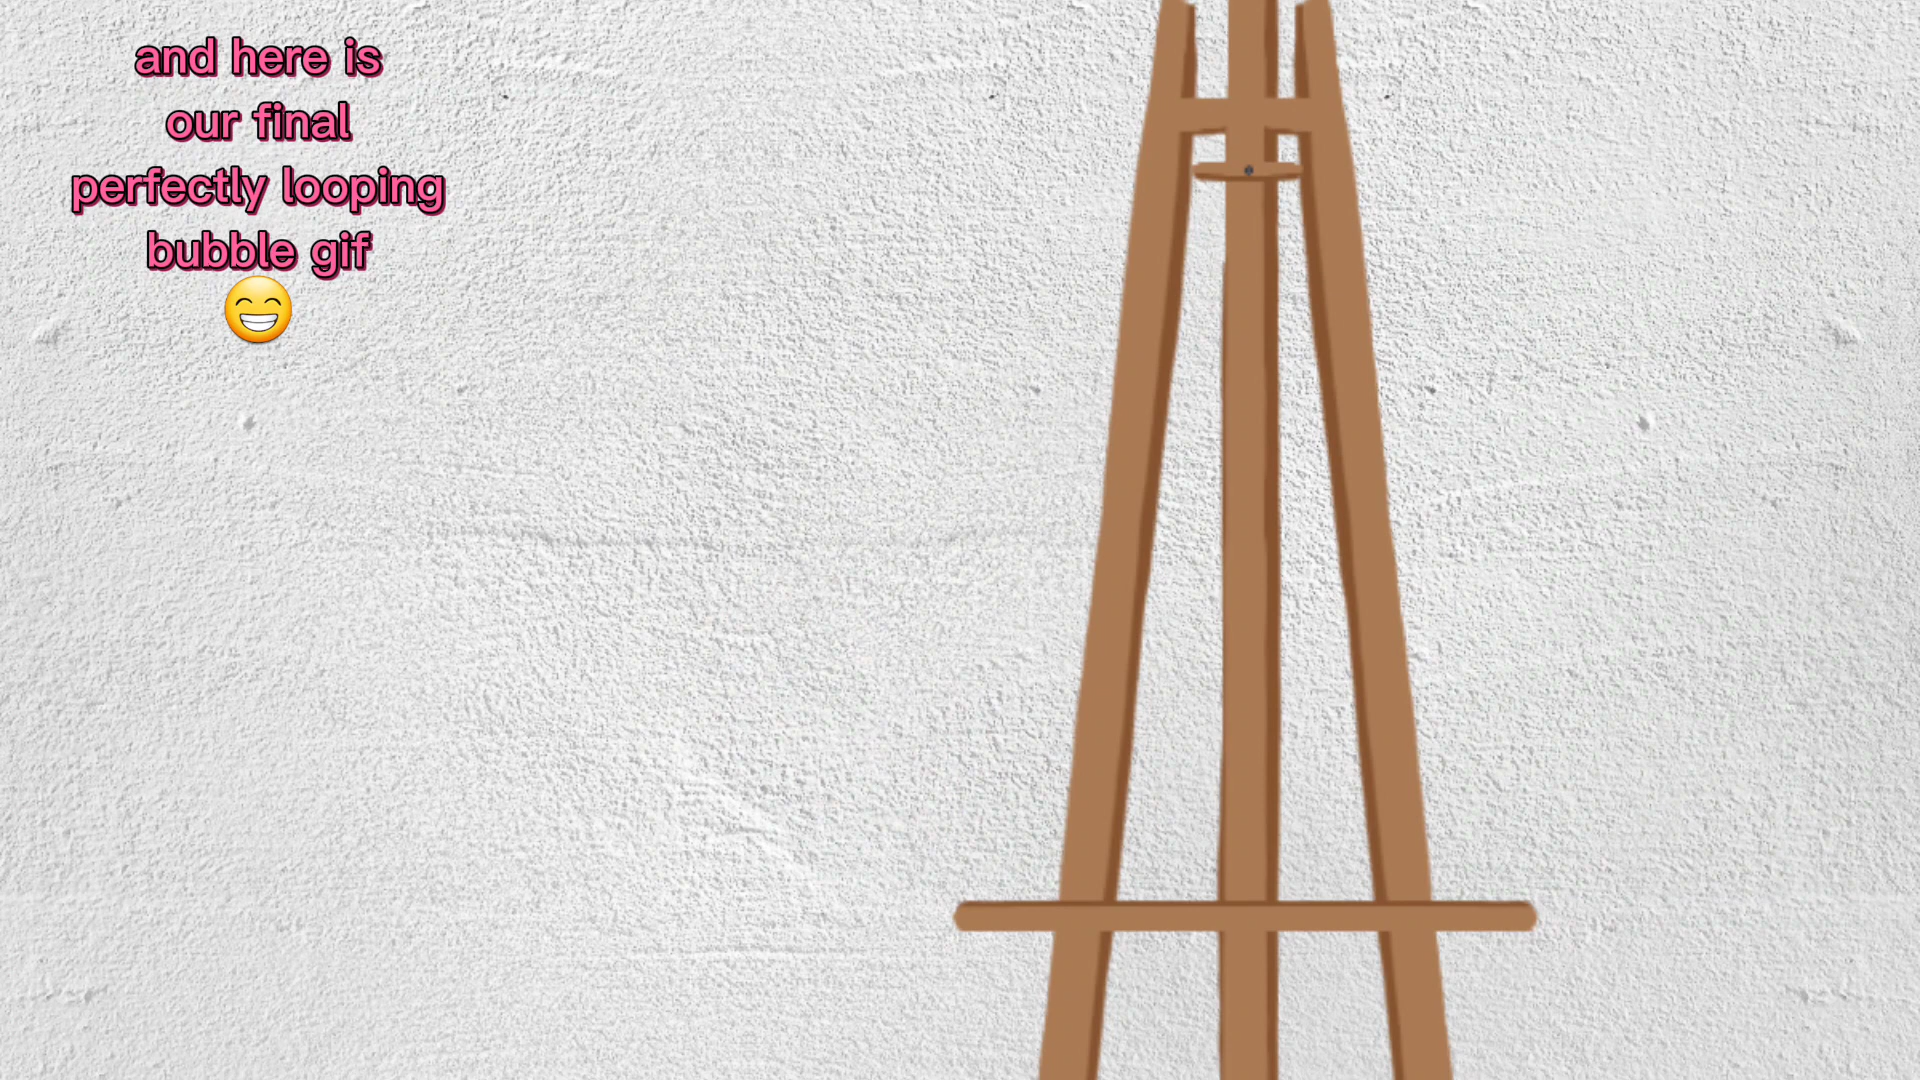 and here is
our final
perfectly looping
bubble gif
😁